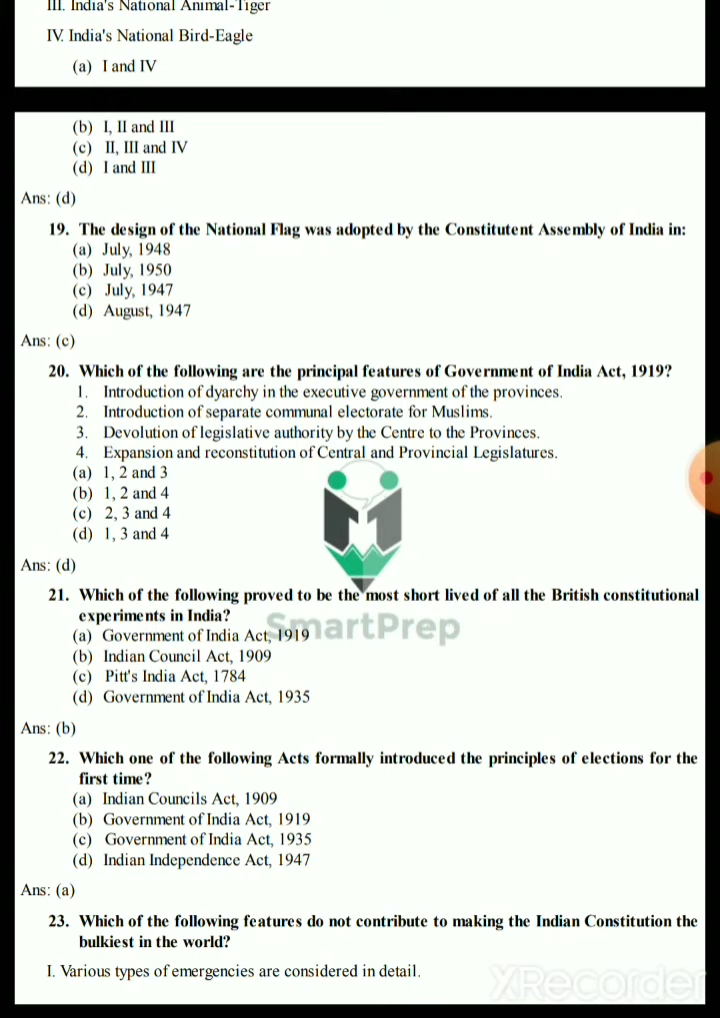 III. India's National Animal-Tiger
IV. India's National Bird-Eagle
(a) I and IV
(b) I, II and III
(c) II, III and IV
(d) I and III
Ans: (d)
19. The design of the National Flag was adopted by the Constitutent Assembly of India in:
(a) July, 1948
(b) July, 1950
(c) July, 1947
(d) August, 1947
Ans: (c)
20. Which of the following are the principal features of Government of India Act, 1919?
1. Introduction of dyarchy in the executive government of the provinces.
2. Introduction of separate communal electorate for Muslims.
3. Devolution of legislative authority by the Centre to the Provinces.
4. Expansion and reconstitution of Central and Provincial Legislatures.
(a) 1, 2 and 3
(b) 1, 2 and 4
(c) 2, 3 and 4
(d) 1, 3 and 4
Ans: (d)
21. Which of the following proved to be the most short lived of all the British constitutional
experiments in India?
(a) Government of India Act, 1919
SmartPrep
(b) Indian Council Act, 1909
(c) Pitt's India Act, 1784
(d) Government of India Act, 1935
Ans: (b)
22. Which one of the following Acts formally introduced the principles of elections for the
first time?
(a) Indian Councils Act, 1909
(b) Government of India Act, 1919
(c) Government of India Act, 1935
(d) Indian Independence Act, 1947
Ans: (a)
23. Which of the following features do not contribute to making the Indian Constitution the
bulkiest in the world?
I. Various types of emergencies are considered in detail.
XRecorder